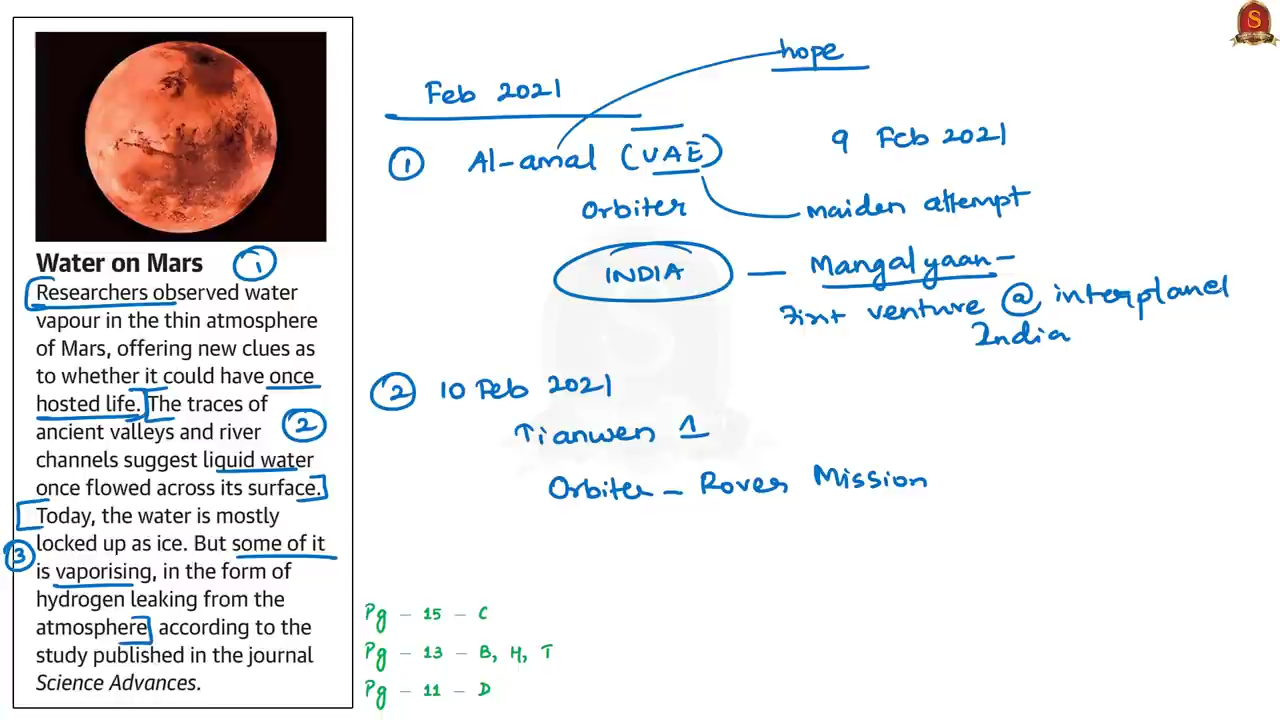 Water on Mars ①
Researchers observed water
vapour in the thin atmosphere
of Mars, offering new clues as
to whether it could have once
hosted life. The traces of
ancient valleys and river ②
channels suggest liquid water
once flowed across its surface.
Today, the water is mostly
locked up as ice. But some of it
③ is vaporising, in the form of
hydrogen leaking from the
atmosphere, according to the
study published in the journal
Science Advances.
hope
Feb 2021
① Al-amal (UAE) 9 Feb 2021
Orbiter maiden attempt
INDIA — Mangalyaan –
First venture @ interplanet
India
② 10 Feb 2021
Tianwen 1
Orbiter – Rover Mission
Pg – 15 – C
Pg – 13 – B, H, T
Pg – 11 – D
S